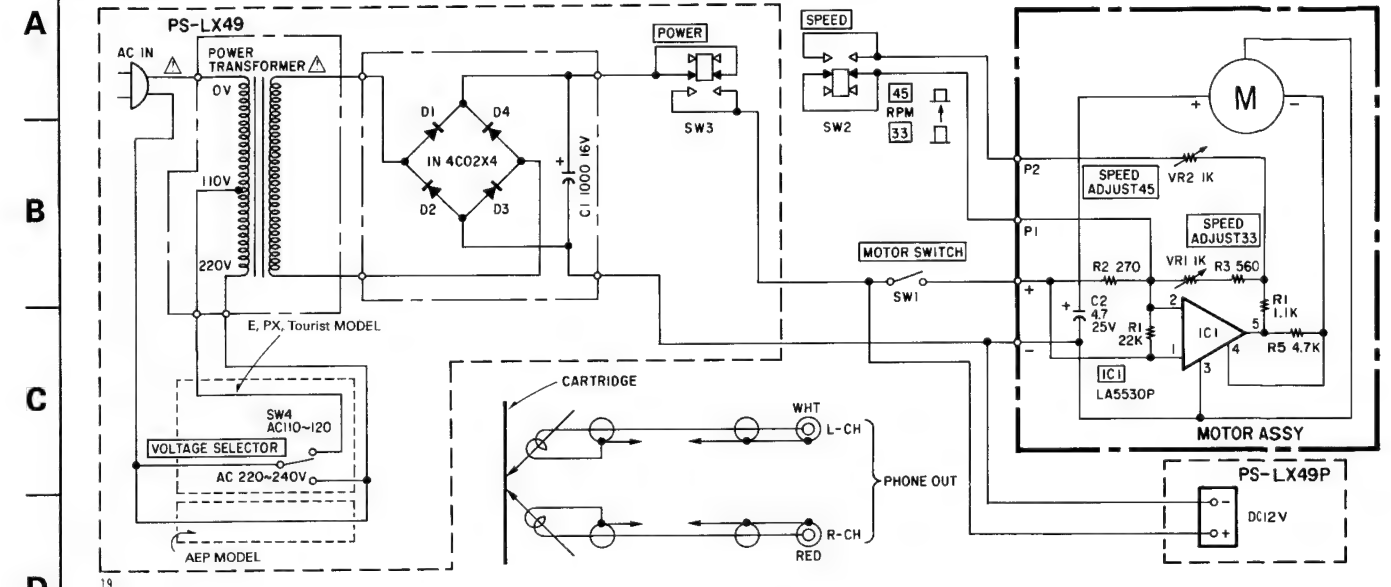 A
B
C
D
PS-LX49
AC IN
POWER
TRANSFORMER
0V
110V
220V
D1
D4
IN 4C02X4
D2
D3
+
C1 1000 16V
POWER
SW3
SPEED
SW2
45
RPM
33
M
+
−
P2
SPEED
ADJUST45
VR2 1K
P1
SPEED
ADJUST33
MOTOR SWITCH
SW1
+
R2 270
VR1 1K
R3 560
+
C2
4.7
25V
R1
22K
2
1
IC1
5
4
3
R1
1.1K
R5 4.7K
−
IC1
LA5530P
MOTOR ASSY
E, PX, Tourist MODEL
SW4
AC110~120
VOLTAGE SELECTOR
AC 220~240V
AEP MODEL
CARTRIDGE
WHT
L-CH
PHONE OUT
R-CH
RED
PS-LX49P
−
DC12V
+
19